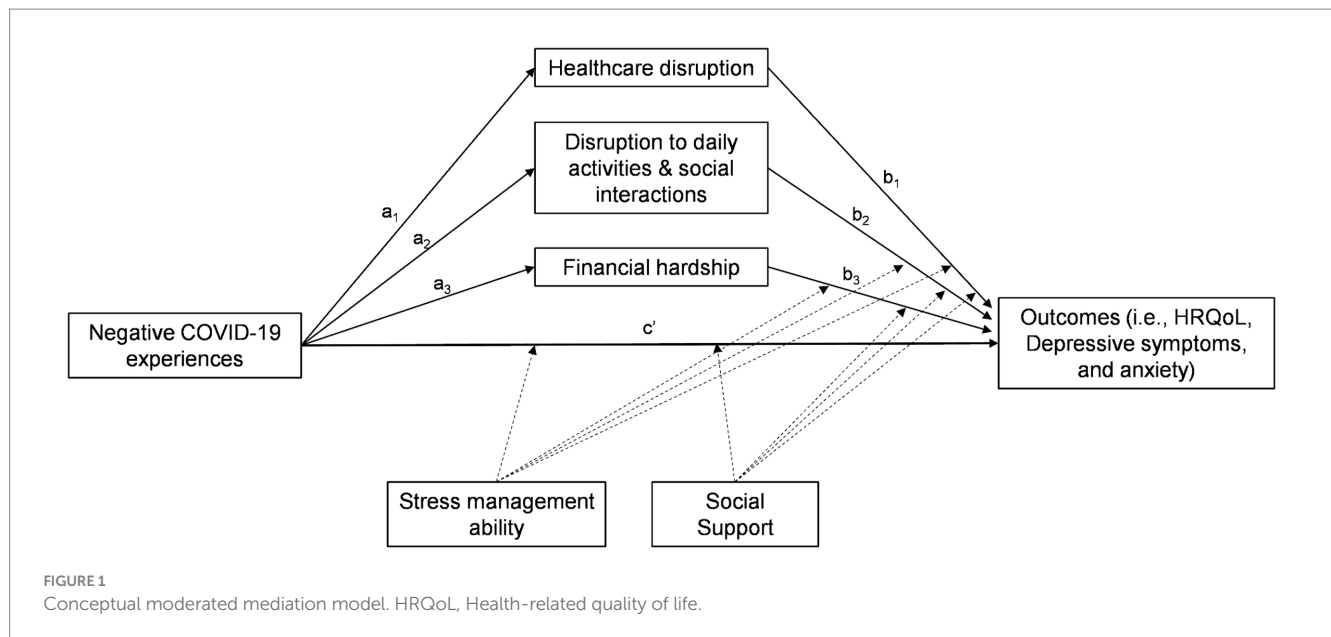 Healthcare disruption
Disruption to daily
activities & social
interactions
b₁
a₁
b₂
a₂
Financial hardship
b₃
a₃
Negative COVID-19
experiences
c'
Outcomes (i.e., HRQoL,
Depressive symptoms,
and anxiety)
Stress management
ability
Social
Support
FIGURE 1
Conceptual moderated mediation model. HRQoL, Health-related quality of life.